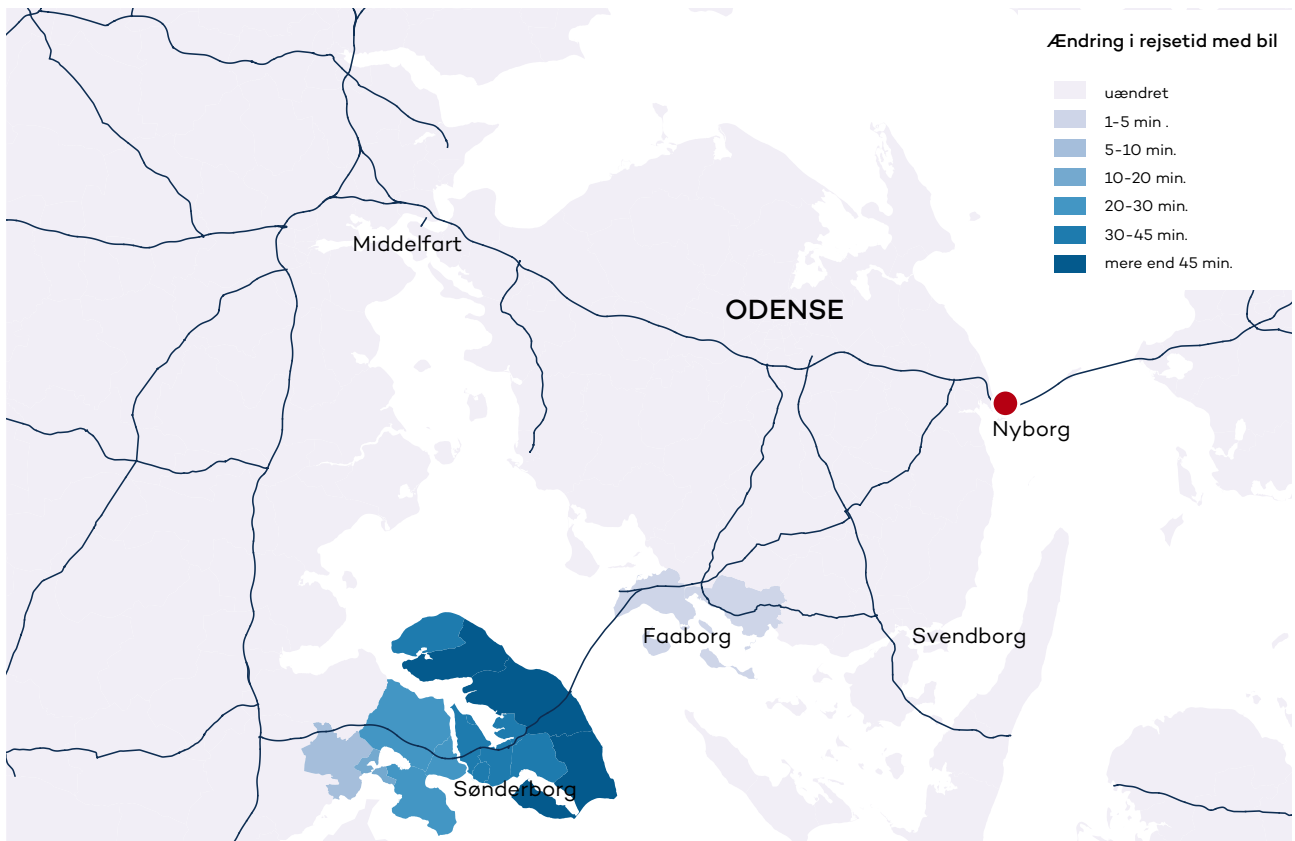 Ændring i rejsetid med bil
uændret
1-5 min .
5-10 min.
10-20 min.
20-30 min.
30-45 min.
mere end 45 min.
Middelfart
ODENSE
Nyborg
Faaborg
Svendborg
Sønderborg